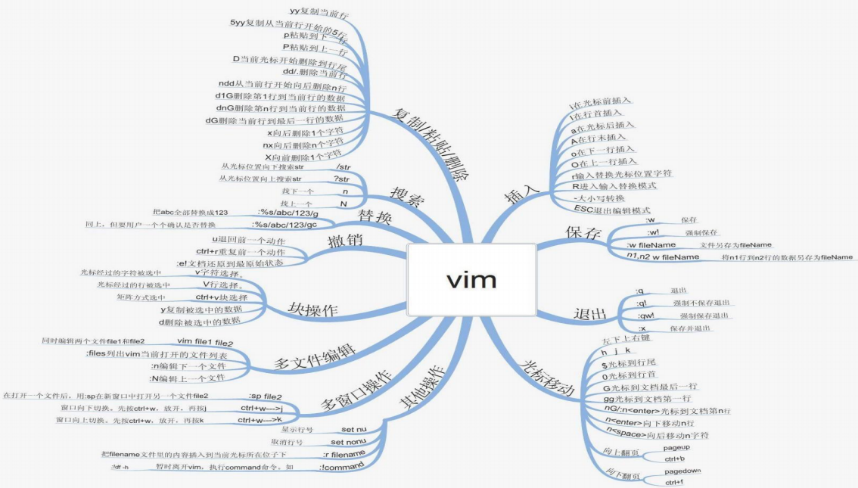 vim
复制/粘贴/删除
yy复制当前行
5yy复制从当前行开始的5行
p粘贴到下一行
P粘贴到上一行
D当前光标开始删除到行尾
dd/.删除当前行
ndd从当前行开始向后删除n行
d1G删除第1行到当前行的数据
dnG删除第n行到当前行的数据
dG删除当前行到最后一行的数据
x向后删除1个字符
nx向后删除n个字符
X向前删除1个字符
搜索
从光标位置向下搜索str /str
从光标位置向上搜索str ?str
找下一个 n
找上一个 N
替换
把abc全部替换成123 :%s/abc/123/g
同上，但要用户一个个确认是否替换 :%s/abc/123/gc
撤销
u退回前一个动作
ctrl+r重复前一个动作
:e!文档还原到最原始状态
块操作
光标经过的字符被选中 v字符选择。
光标经过的行被选中 V行选择。
矩阵方式选中 ctrl+v块选择
y复制被选中的数据
d删除被选中的数据
多文件编辑
同时编辑两个文件file1和file2 vim file1 file2
:files列出vim当前打开的文件列表
:n编辑下一个文件
:N编辑上一个文件
多窗口操作
在打开一个文件后，用:sp在新窗口中打开另一个文件file2 :sp file2
窗口向下切换。先按ctrl+w，放开，再按j ctrl+w—>j
窗口向上切换。先按ctrl+w，放开，再按k ctrl+w—>k
其他操作
显示行号 set nu
取消行号 set nonu
把filename文件里的内容插入到当前光标所在位子下 :r filename
:!# -h 暂时离开vim，执行command命令。如 :!command
插入
i在光标前插入
I在行首插入
a在光标后插入
A在行末插入
o在下一行插入
O在上一行插入
r输入替换光标位置字符
R进入输入替换模式
~大小写转换
ESC退出编辑模式
保存
:w 保存
:w! 强制保存
:w fileName 文件另存为fileName
n1,n2 w fileName 将n1行到n2行的数据另存为fileName
退出
:q 退出
:q! 强制不保存退出
:qw! 强制保存退出
:x 保存并退出
光标移动
左下上右键
h j k
$光标到行尾
0光标到行首
G光标到文档最后一行
gg光标到文档第一行
nG/:n<enter>光标到文档第n行
n<enter>向下移动n行
n<space>向后移动n字符
向上翻页
pageup
ctrl+b
向下翻页
pagedown
ctrl+f